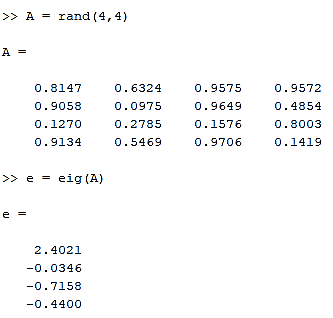 >> A = rand(4,4)
A =
0.8147 0.6324 0.9575 0.9572
0.9058 0.0975 0.9649 0.4854
0.1270 0.2785 0.1576 0.8003
0.9134 0.5469 0.9706 0.1419
>> e = eig(A)
e =
2.4021
-0.0346
-0.7158
-0.4400